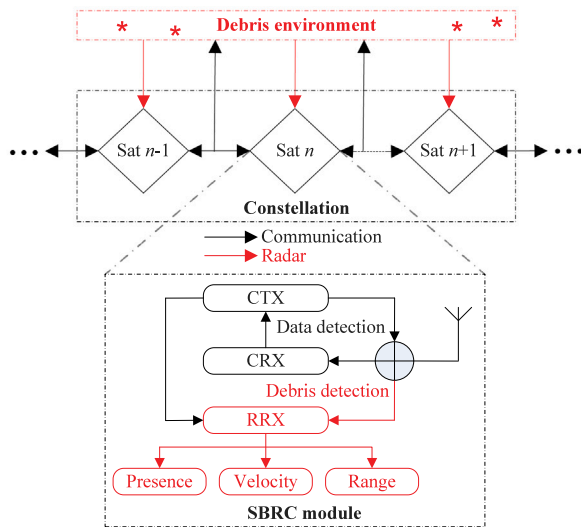 Debris environment
Sat n-1
Sat n
Sat n+1
Constellation
Communication
Radar
CTX
Data detection
CRX
Debris detection
RRX
Presence
Velocity
Range
SBRC module